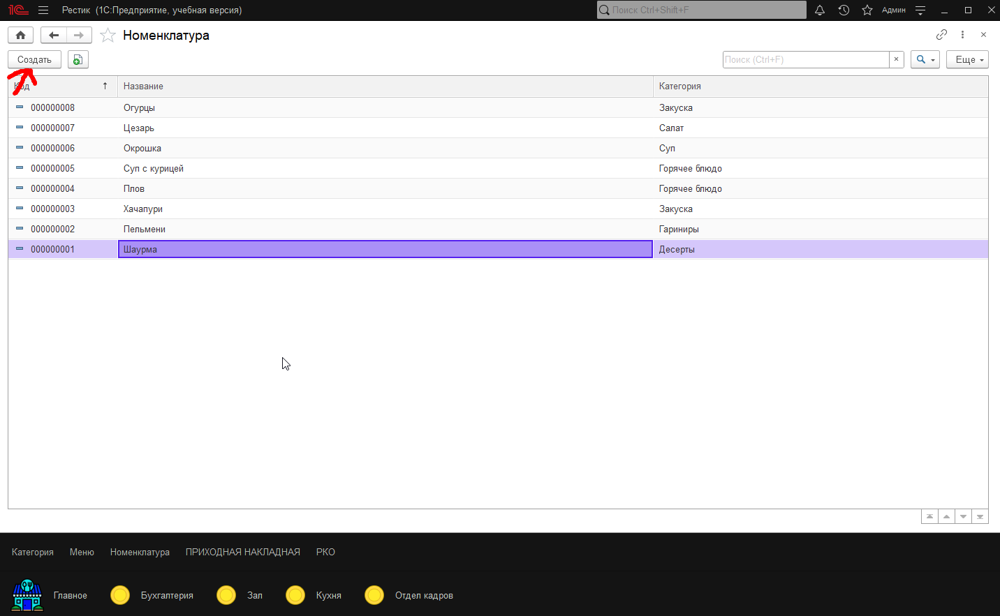 1С Рестик (1С:Предприятие, учебная версия) Поиск Ctrl+Shift+F Админ
Номенклатура
Создать Поиск (Ctrl+F) × Еще
Код ↑ Название Категория
000000008 Огурцы Закуска
000000007 Цезарь Салат
000000006 Окрошка Суп
000000005 Суп с курицей Горячее блюдо
000000004 Плов Горячее блюдо
000000003 Хачапури Закуска
000000002 Пельмени Гариниры
000000001 Шаурма Десерты
Категория Меню Номенклатура ПРИХОДНАЯ НАКЛАДНАЯ РКО
Главное Бухгалтерия Зал Кухня Отдел кадров